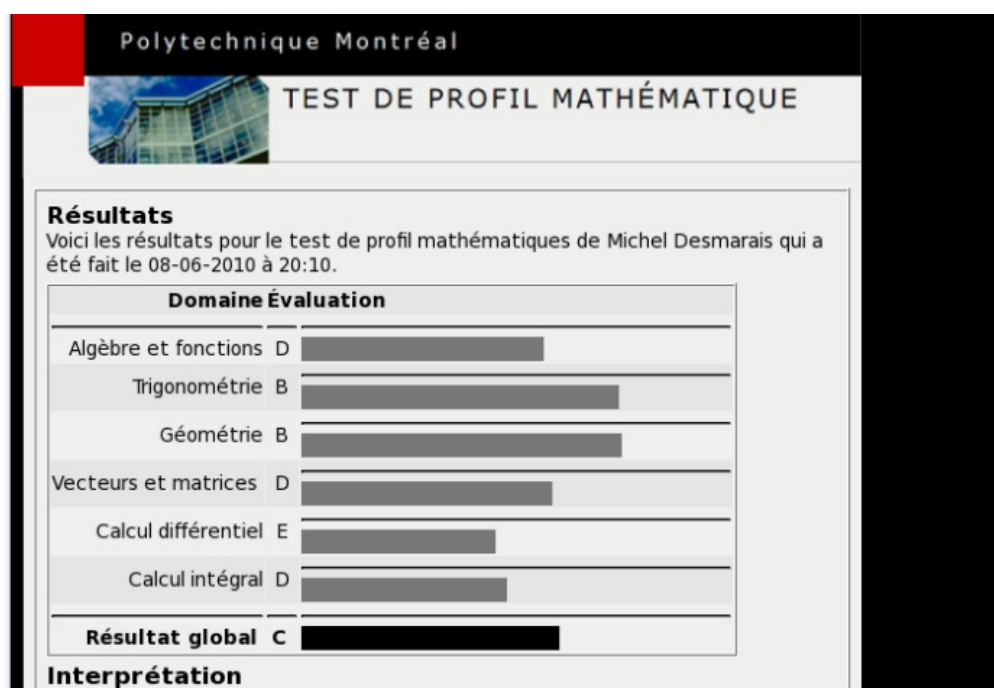 Polytechnique Montréal
TEST DE PROFIL MATHÉMATIQUE
Résultats
Voici les résultats pour le test de profil mathématiques de Michel Desmarais qui a
été fait le 08-06-2010 à 20:10.
Domaine Évaluation
Algèbre et fonctions D
Trigonométrie B
Géométrie B
Vecteurs et matrices D
Calcul différentiel E
Calcul intégral D
Résultat global C
Interprétation